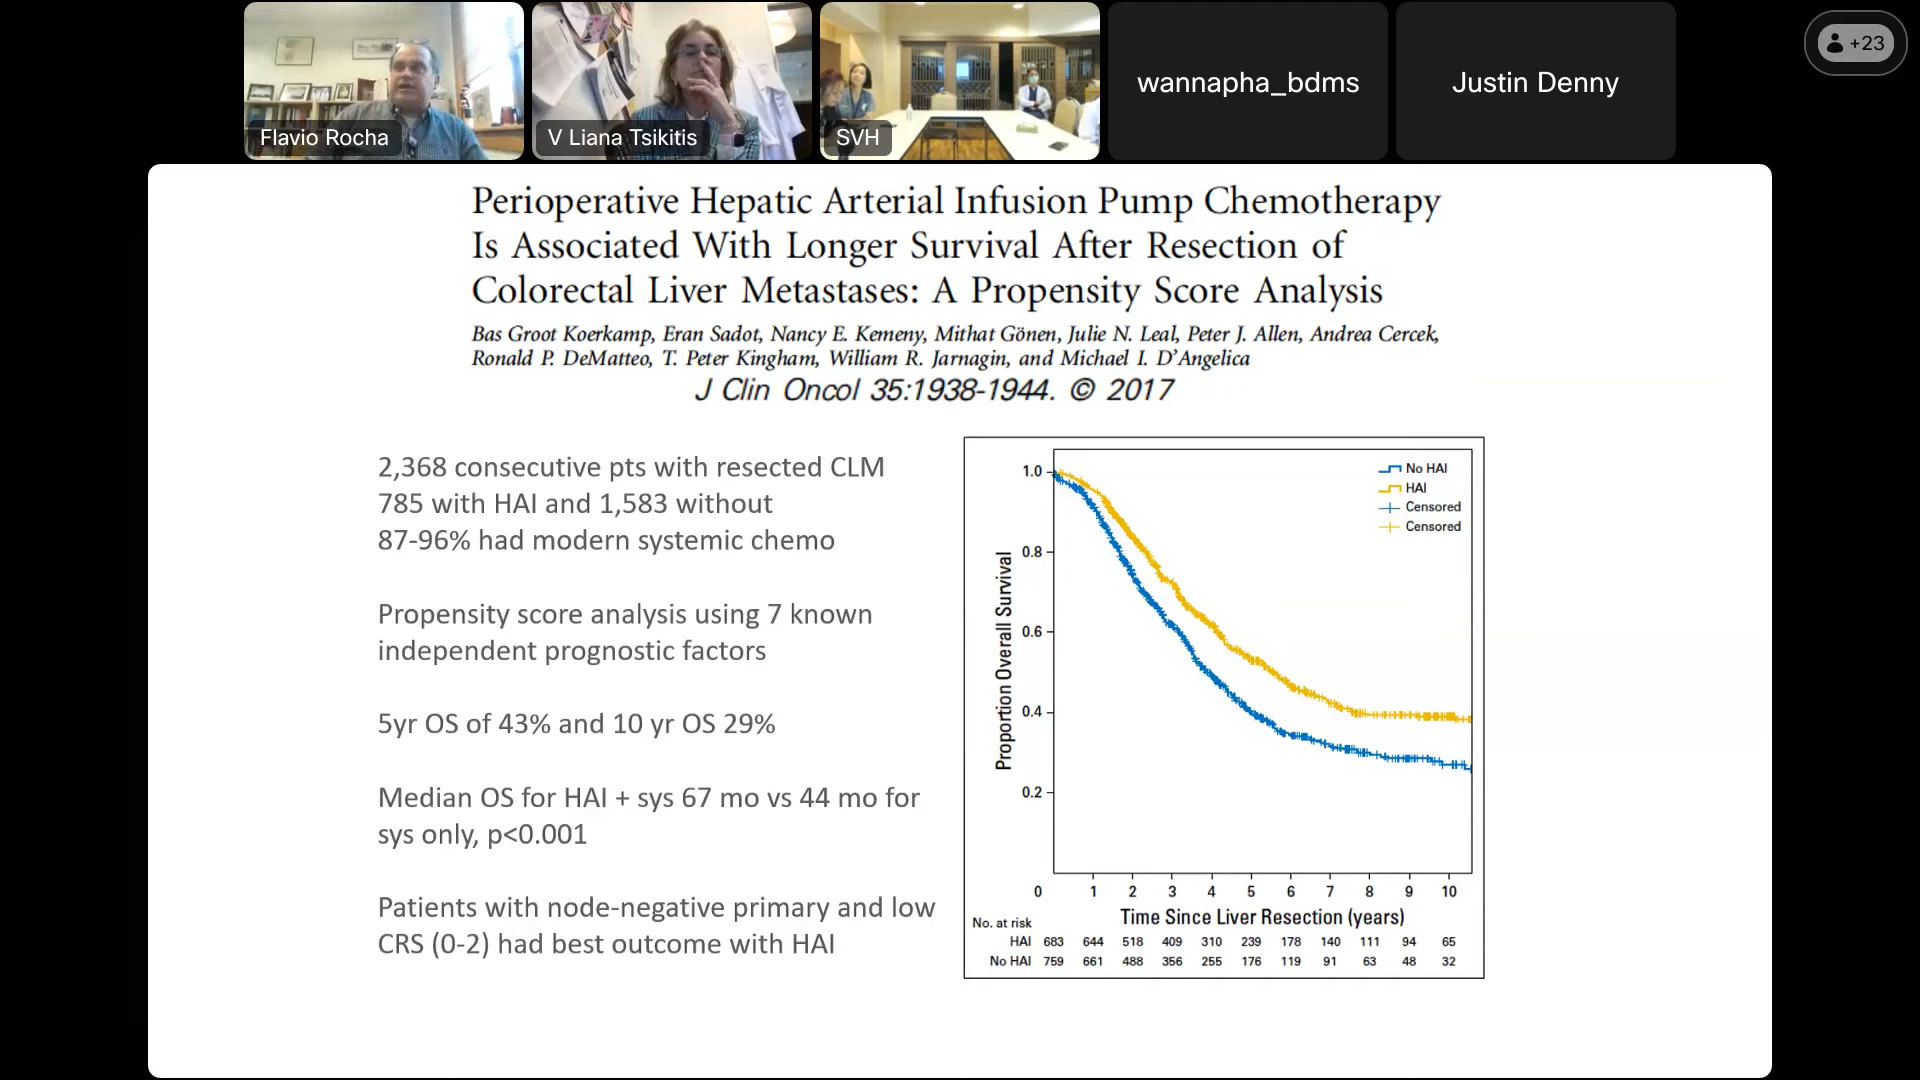 Flavio Rocha
V Liana Tsikitis
SVH
wannapha_bdms
Justin Denny
+23
Perioperative Hepatic Arterial Infusion Pump Chemotherapy
Is Associated With Longer Survival After Resection of
Colorectal Liver Metastases: A Propensity Score Analysis
Bas Groot Koerkamp, Eran Sadot, Nancy E. Kemeny, Mithat Gönen, Julie N. Leal, Peter J. Allen, Andrea Cercek,
Ronald P. DeMatteo, T. Peter Kingham, William R. Jarnagin, and Michael I. D'Angelica
J Clin Oncol 35:1938-1944. © 2017
2,368 consecutive pts with resected CLM
785 with HAI and 1,583 without
87-96% had modern systemic chemo
Propensity score analysis using 7 known
independent prognostic factors
5yr OS of 43% and 10 yr OS 29%
Median OS for HAI + sys 67 mo vs 44 mo for
sys only, p<0.001
Patients with node-negative primary and low
CRS (0-2) had best outcome with HAI
No HAI
HAI
Censored
Censored
Proportion Overall Survival
1.0
0.8
0.6
0.4
0.2
0 1 2 3 4 5 6 7 8 9 10
Time Since Liver Resection (years)
No. at risk
HAI 683 644 518 409 310 239 178 140 111 94 65
No HAI 759 661 488 356 255 176 119 91 63 48 32